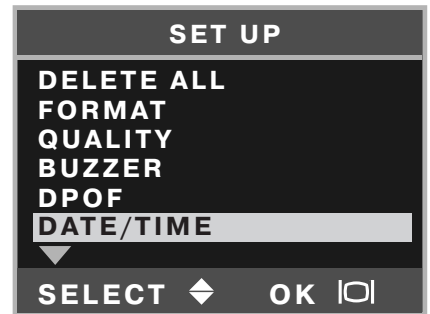 SET UP
DELETE ALL
FORMAT
QUALITY
BUZZER
DPOF
DATE/TIME
SELECT OK